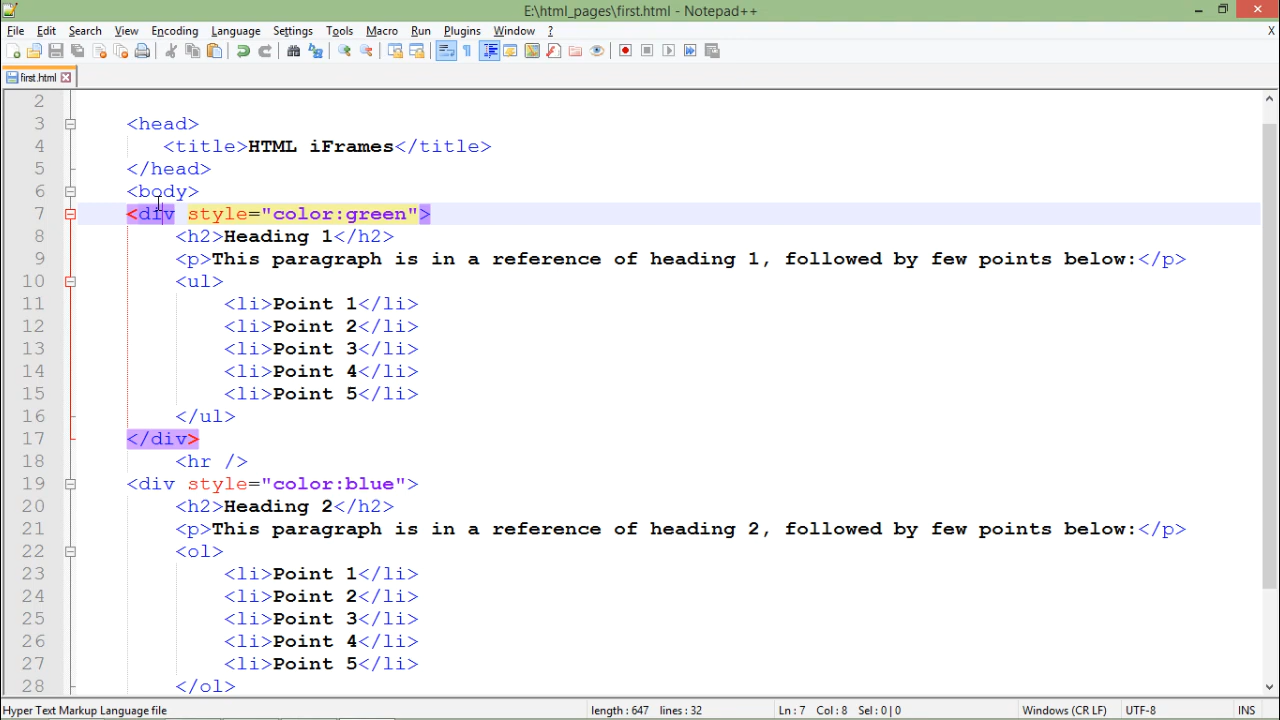 E:\html_pages\first.html - Notepad++
File Edit Search View Encoding Language Settings Tools Macro Run Plugins Window ? X
first.html
2
3 <head>
4 <title>HTML iFrames</title>
5 </head>
6 <body>
7 <div style="color:green">
8 <h2>Heading 1</h2>
9 <p>This paragraph is in a reference of heading 1, followed by few points below:</p>
10 <ul>
11 <li>Point 1</li>
12 <li>Point 2</li>
13 <li>Point 3</li>
14 <li>Point 4</li>
15 <li>Point 5</li>
16 </ul>
17 </div>
18 <hr />
19 <div style="color:blue">
20 <h2>Heading 2</h2>
21 <p>This paragraph is in a reference of heading 2, followed by few points below:</p>
22 <ol>
23 <li>Point 1</li>
24 <li>Point 2</li>
25 <li>Point 3</li>
26 <li>Point 4</li>
27 <li>Point 5</li>
28 </ol>
Hyper Text Markup Language file length : 647 lines : 32 Ln : 7 Col : 8 Sel : 0 | 0 Windows (CR LF) UTF-8 INS